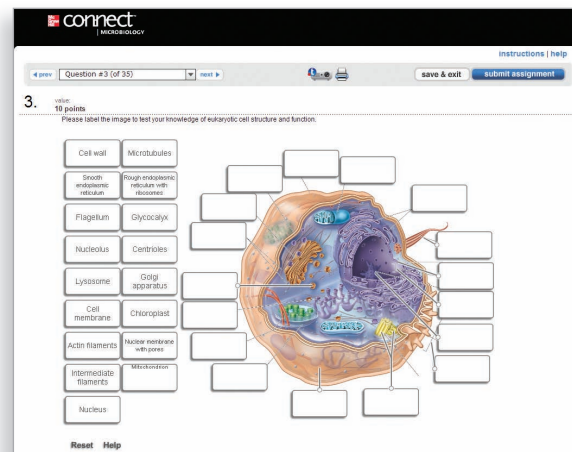 connect
MICROBIOLOGY
instructions | help
prev
Question #3 (of 35)
next
save & exit
submit assignment
3.
value:
10 points
Please label the image to test your knowledge of eukaryotic cell structure and function.
Cell wall
Microtubules
Smooth
endoplasmic
reticulum
Rough endoplasmic
reticulum with
ribosomes
Flagellum
Glycocalyx
Nucleolus
Centrioles
Lysosome
Golgi
apparatus
Cell
membrane
Chloroplast
Actin filaments
Nuclear membrane
with pores
Intermediate
filaments
Mitochondrion
Nucleus
Reset Help